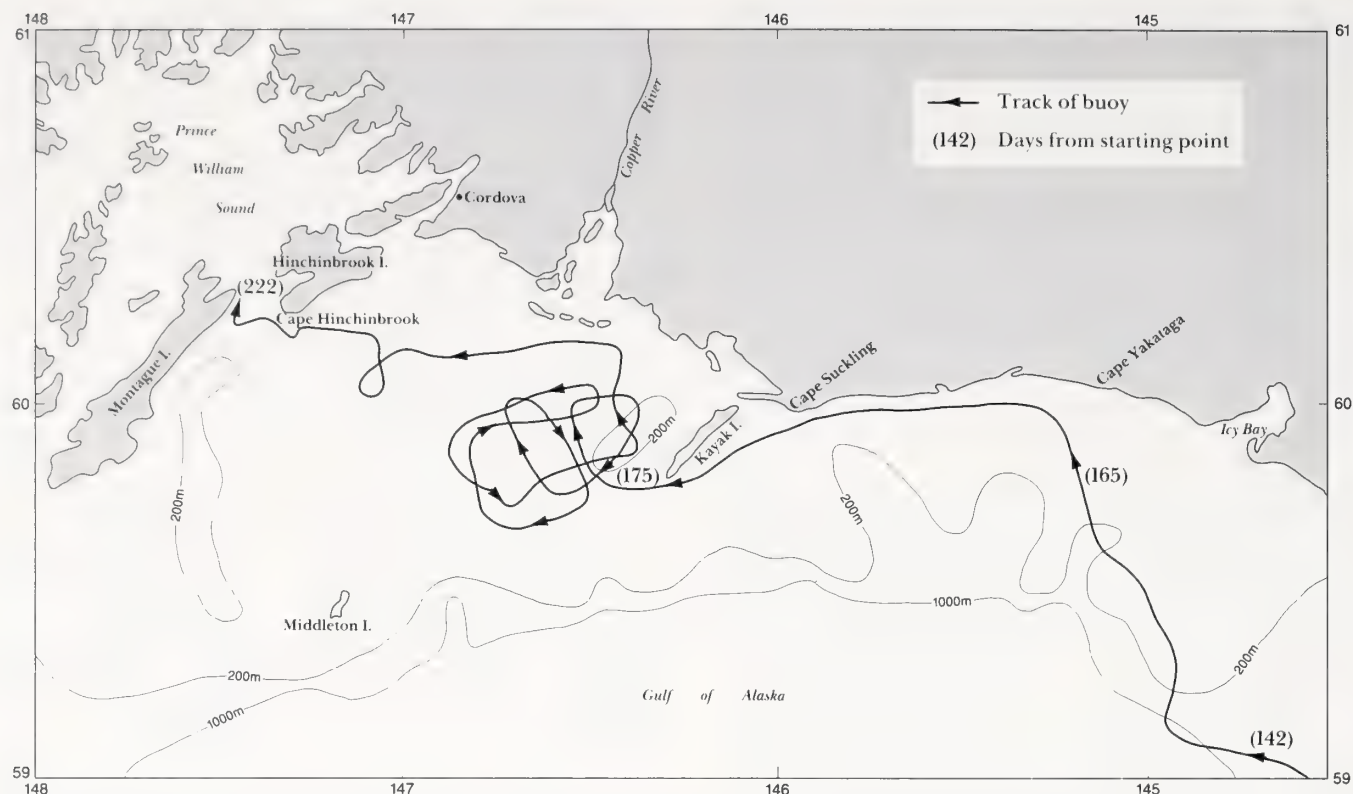 148
147
146
145
61
61
Track of buoy
(142) Days from starting point
Copper River
Prince
William
Sound
Cordova
Hinchinbrook I.
(222)
Cape Hinchinbrook
Montague I.
Cape Suckling
Cape Yakataga
60
60
Kayak I.
Icy Bay
200m
(175)
(165)
200m
200m
1000m
Middleton I.
200m
200m
1000m
Gulf of Alaska
(142)
59
59
148
147
146
145